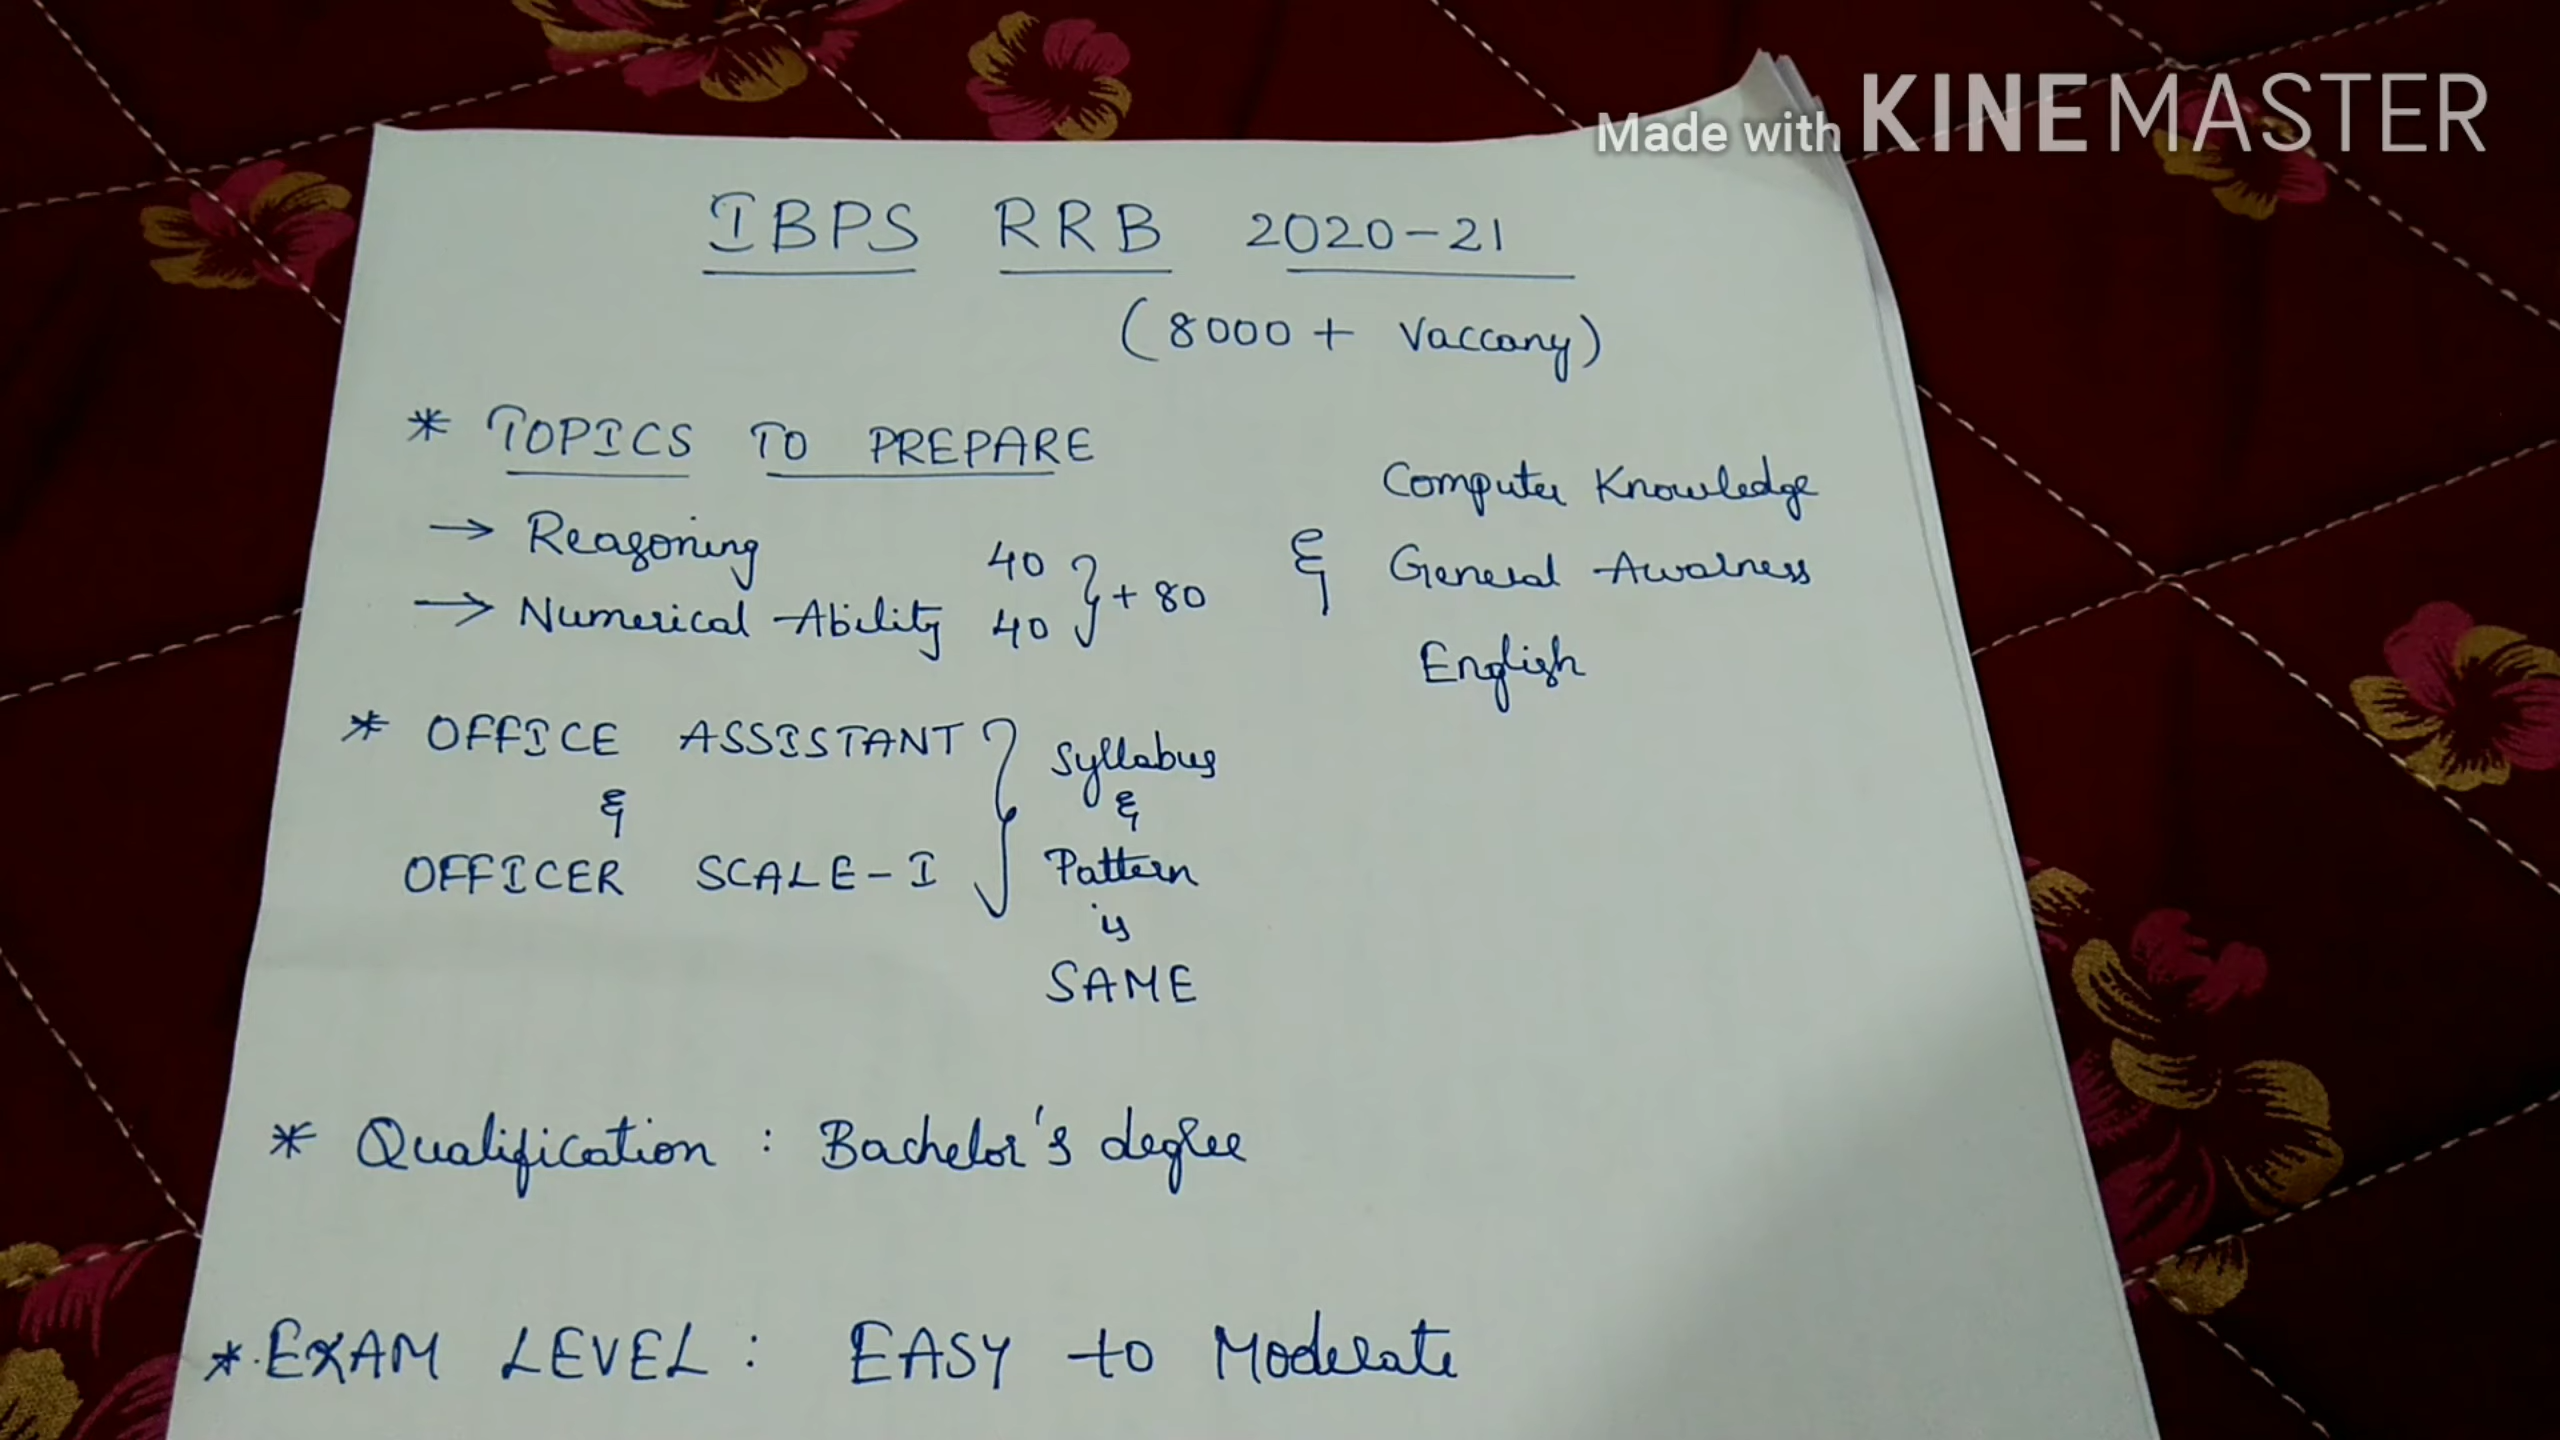 Made with KINEMASTER
IBPS RRB 2020-21
(8000 + Vaccany)
* TOPICS TO PREPARE
→ Reasoning 40
→ Numerical Ability 40 } + 80
& Computer Knowledge
General Awarness
English
* OFFICE ASSISTANT
&
OFFICER SCALE-I
} Syllabus
&
Pattern
is
SAME
* Qualification : Bachelor's degree
* EXAM LEVEL : EASY to Moderate